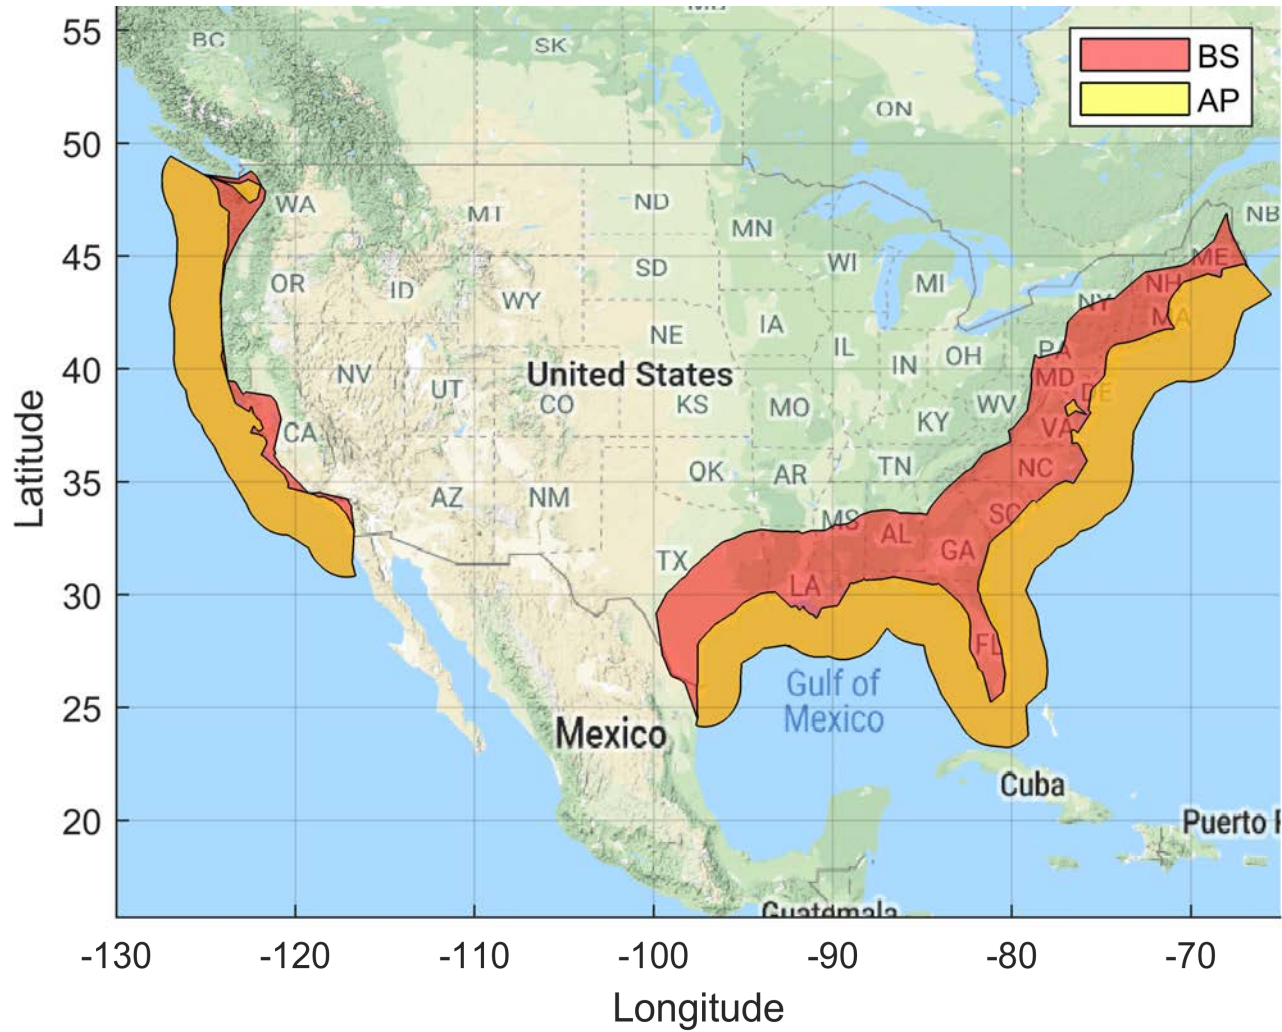 BS
AP
BC
SK
ON
WA
MT
ND
MN
NB
OR
ID
SD
WI
MI
ME
WY
NH
NY
MA
NE
IA
IL
IN
OH
PA
NV
UT
United States
CO
KS
MO
WV
MD
DE
CA
KY
VA
AZ
NM
OK
AR
TN
NC
MS
AL
SC
GA
TX
LA
FL
Gulf of
Mexico
Mexico
Cuba
Puerto
Guatemala
55
50
45
40
35
30
25
20
-130
-120
-110
-100
-90
-80
-70
Latitude
Longitude